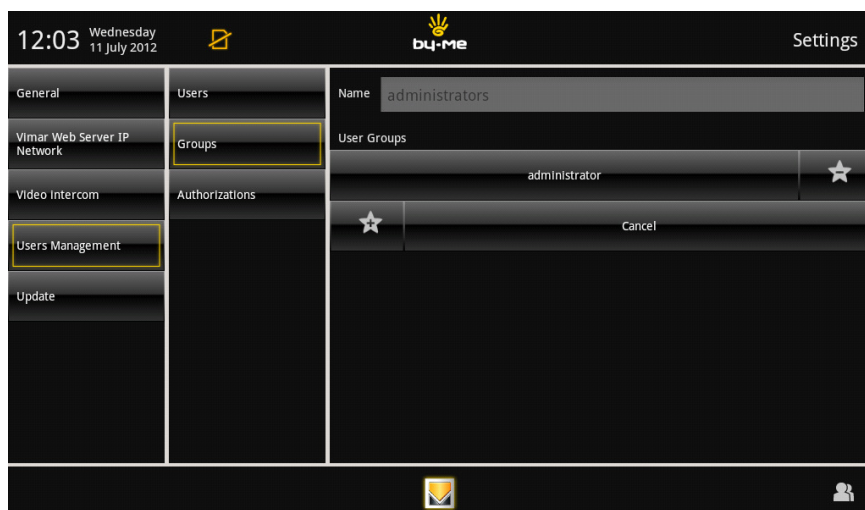 12:03 Wednesday
11 July 2012
by-me
Settings
General
Vimar Web Server IP
Network
Video Intercom
Users Management
Update
Users
Groups
Authorizations
Name administrators
User Groups
administrator
Cancel